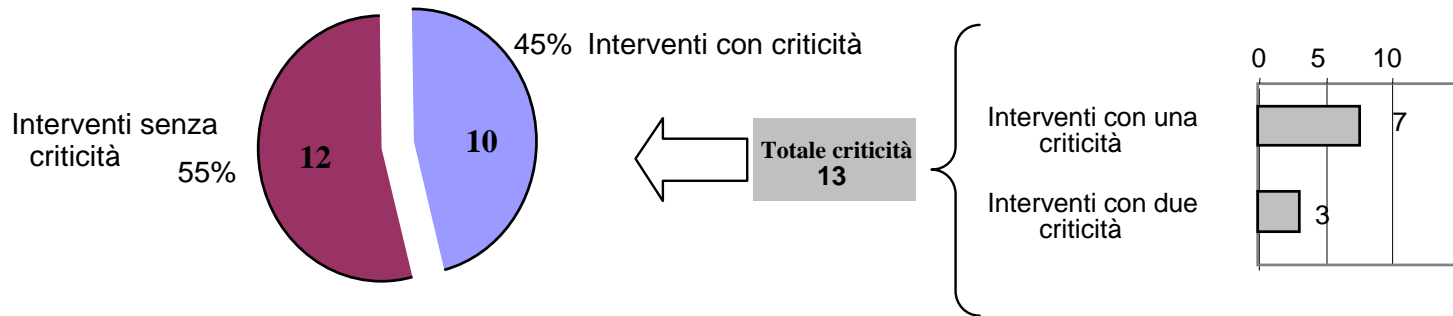 45% Interventi con criticità
Interventi senza
criticità
55%
12
10
Totale criticità
13
0 5 10
Interventi con una
criticità
7
Interventi con due
criticità
3